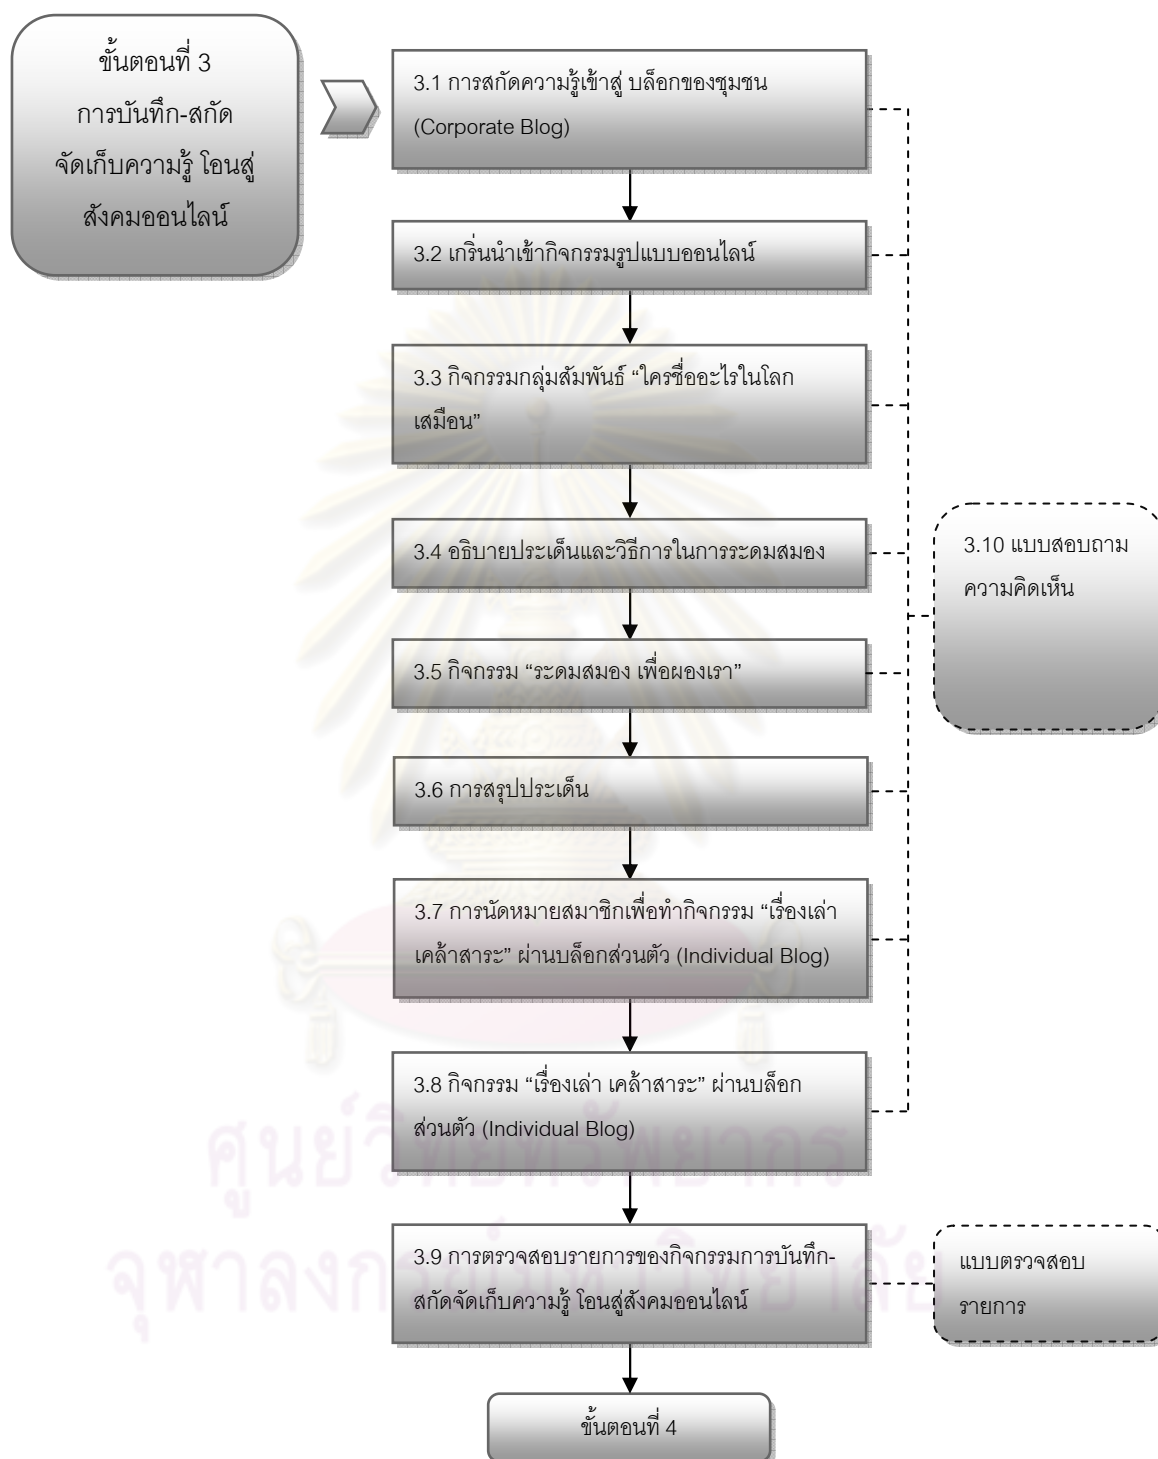 ขั้นตอนที่ 3
การบันทึก-สกัด
จัดเก็บความรู้ โอนสู่
สังคมออนไลน์
3.1 การสกัดความรู้เข้าสู่ บล็อกของชุมชน
(Corporate Blog)
3.2 เกริ่นนำเข้ากิจกรรมรูปแบบออนไลน์
3.3 กิจกรรมกลุ่มสัมพันธ์ “ใครชื่ออะไรในโลก
เสมือน”
3.4 อธิบายประเด็นและวิธีการในการระดมสมอง
3.10 แบบสอบถาม
ความคิดเห็น
3.5 กิจกรรม “ระดมสมอง เพื่อผองเรา”
3.6 การสรุปประเด็น
3.7 การนัดหมายสมาชิกเพื่อทำกิจกรรม “เรื่องเล่า
เคล้าสาระ” ผ่านบล็อกส่วนตัว (Individual Blog)
3.8 กิจกรรม “เรื่องเล่า เคล้าสาระ” ผ่านบล็อก
ส่วนตัว (Individual Blog)
ศูนย์วิทยทรัพยากร
จุฬาลงกรณ์มหาวิทยาลัย
3.9 การตรวจสอบรายการของกิจกรรมการบันทึก-
สกัดจัดเก็บความรู้ โอนสู่สังคมออนไลน์
แบบตรวจสอบ
รายการ
ขั้นตอนที่ 4